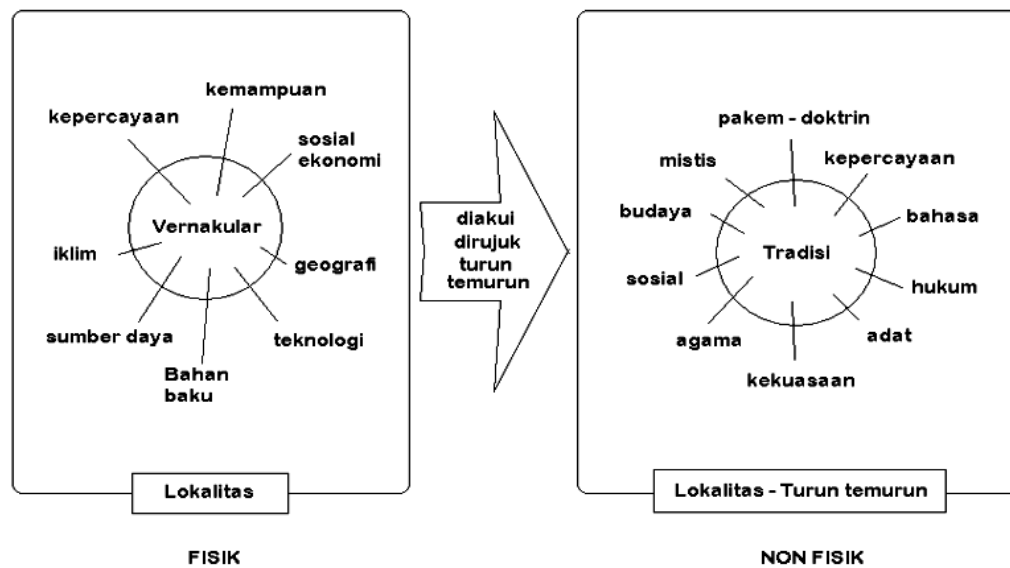 kemampuan
kepercayaan
sosial
ekonomi
Vernakular
iklim
geografi
sumber daya
teknologi
Bahan
baku
Lokalitas
FISIK
diakui
dirujuk
turun
temurun
pakem - doktrin
mistis
kepercayaan
budaya
bahasa
Tradisi
sosial
hukum
agama
adat
kekuasaan
Lokalitas - Turun temurun
NON FISIK